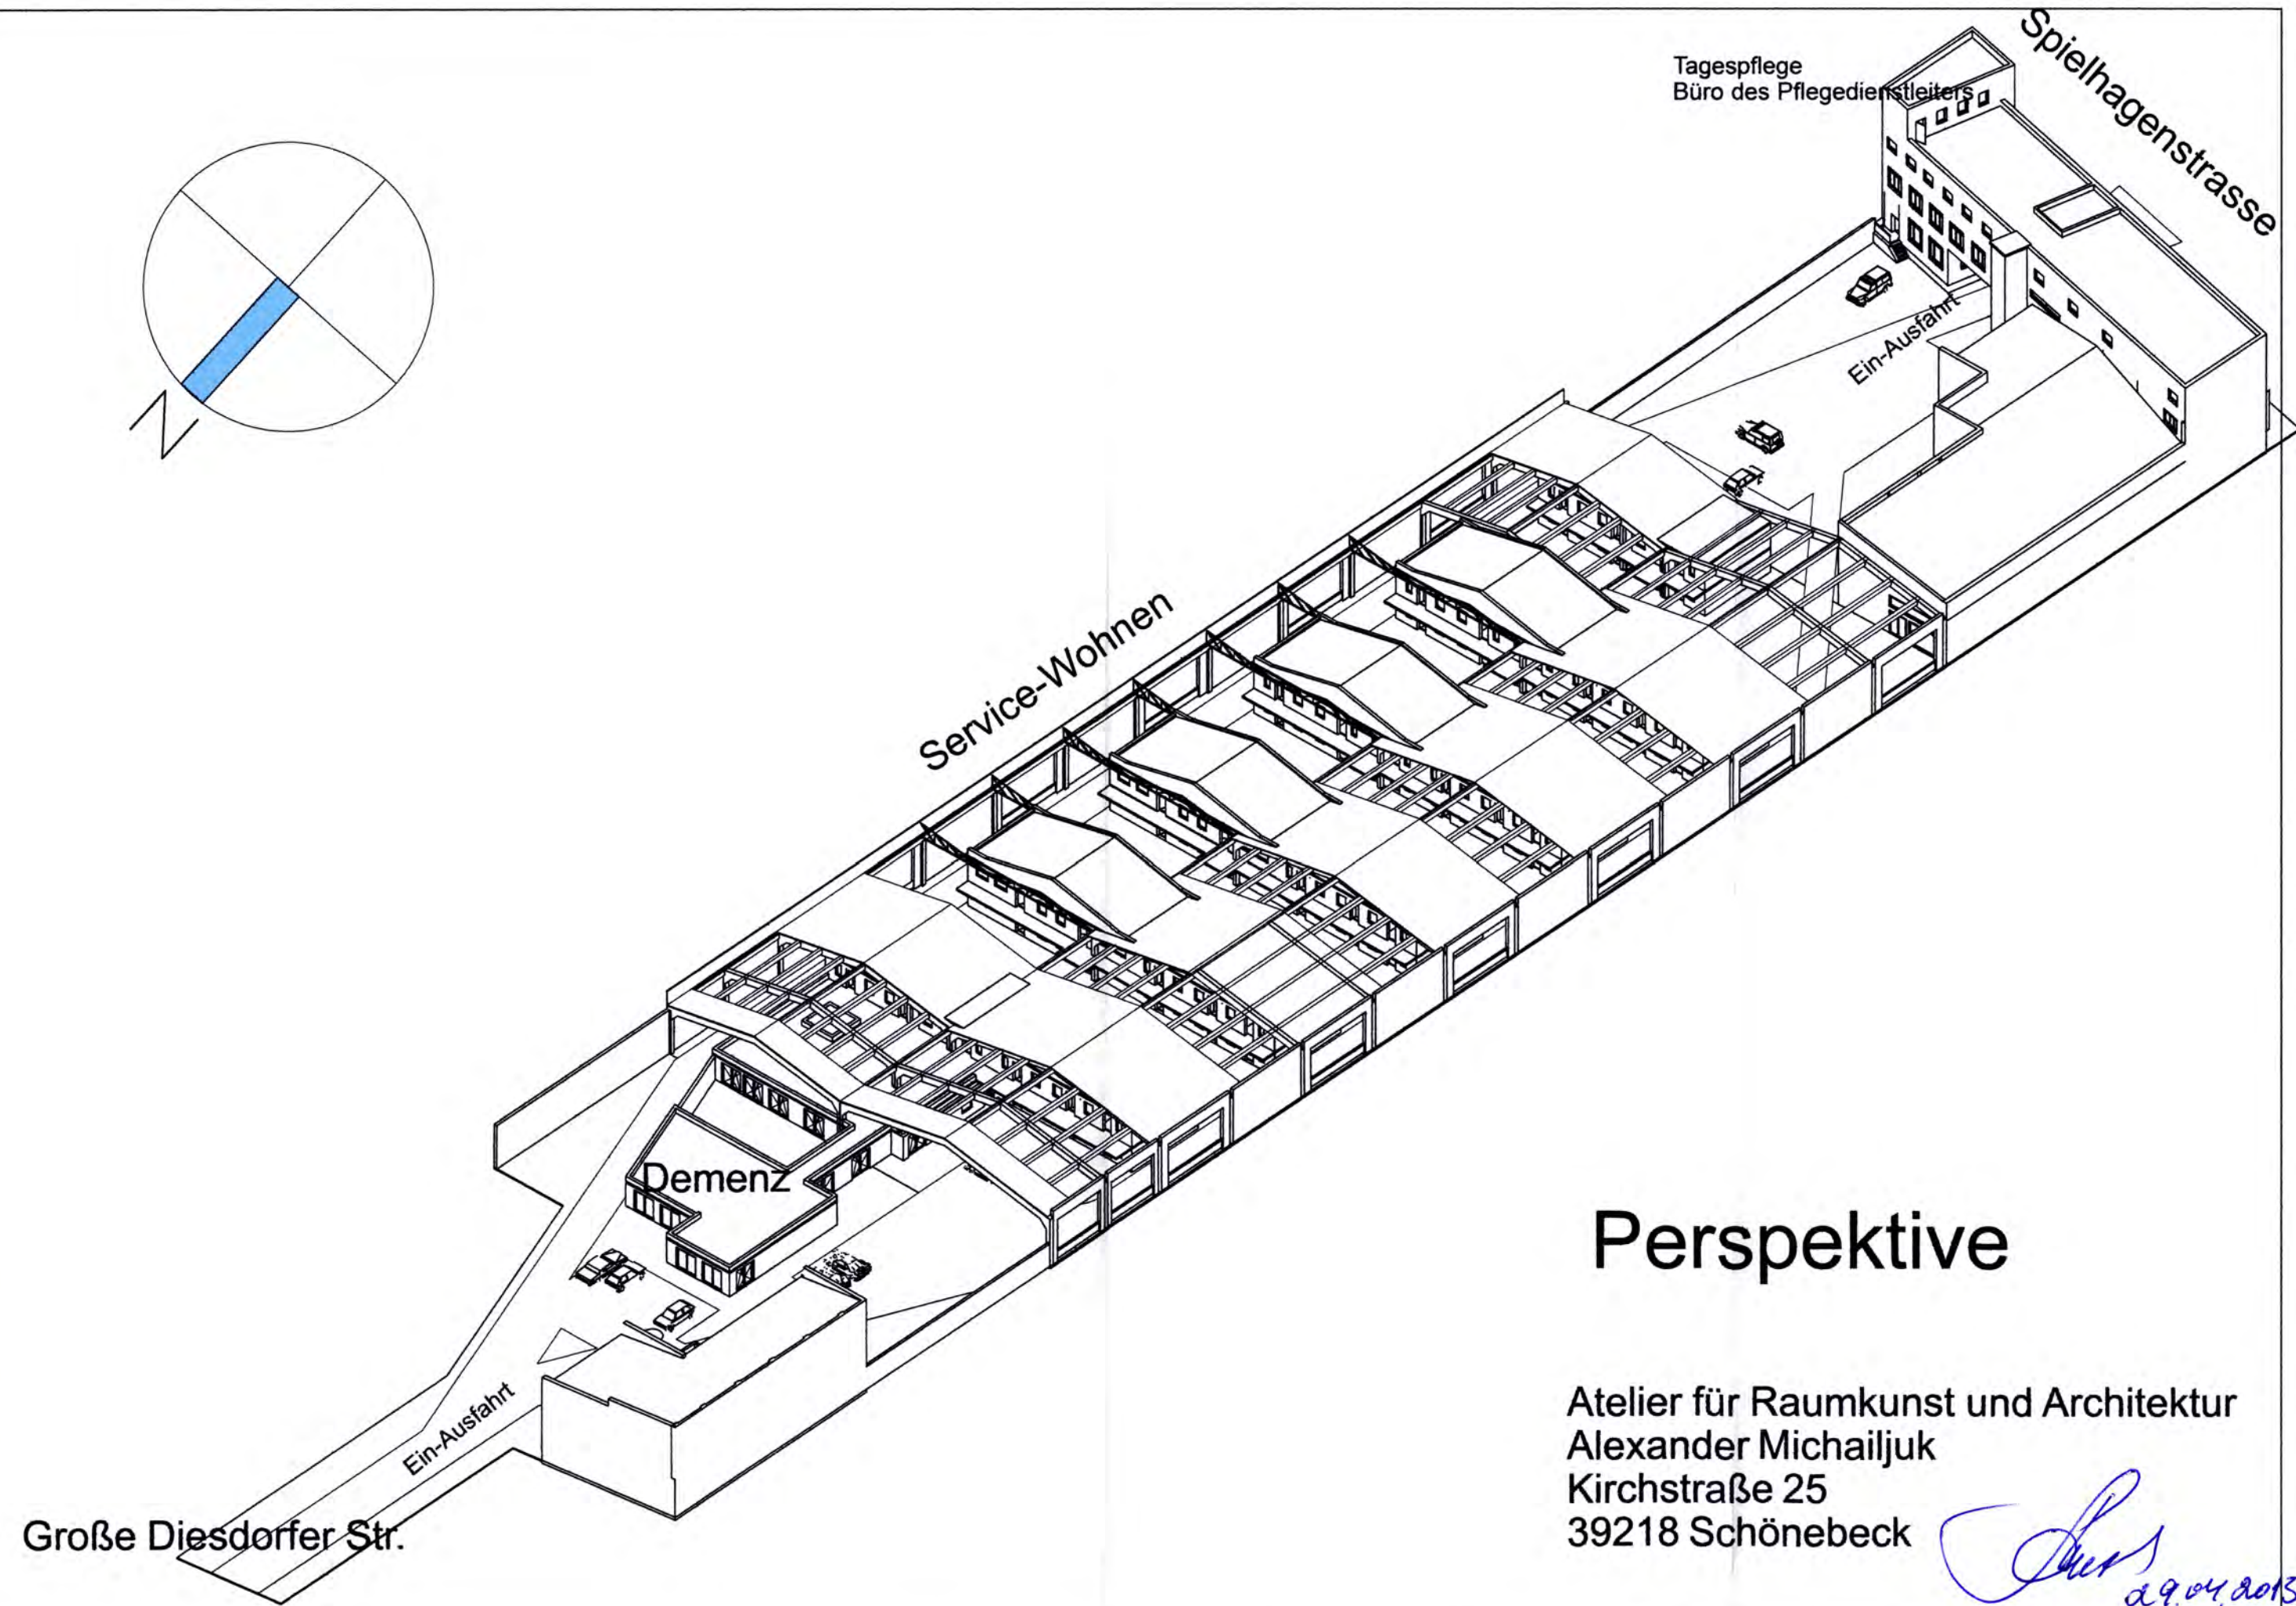 Tagespflege
Büro des Pflegedienstleiters
Spielhagenstrasse
N
Ein-Ausfahrt
Service-Wohnen
Demenz
Ein-Ausfahrt
Große Diesdorfer Str.
Perspektive
Atelier für Raumkunst und Architektur
Alexander Michailjuk
Kirchstraße 25
39218 Schönebeck
29.04.2013